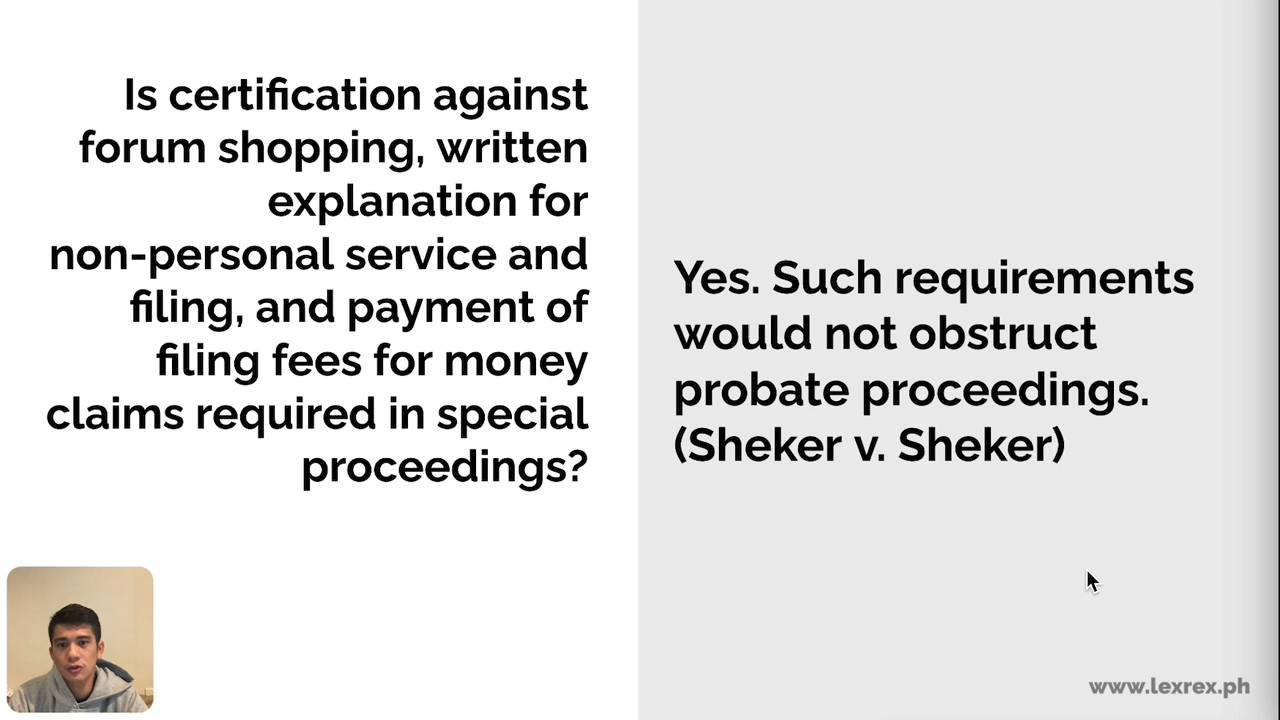 Is certification against
forum shopping, written
explanation for
non-personal service and
filing, and payment of
filing fees for money
claims required in special
proceedings?
Yes. Such requirements
would not obstruct
probate proceedings.
(Sheker v. Sheker)
www.lexrex.ph